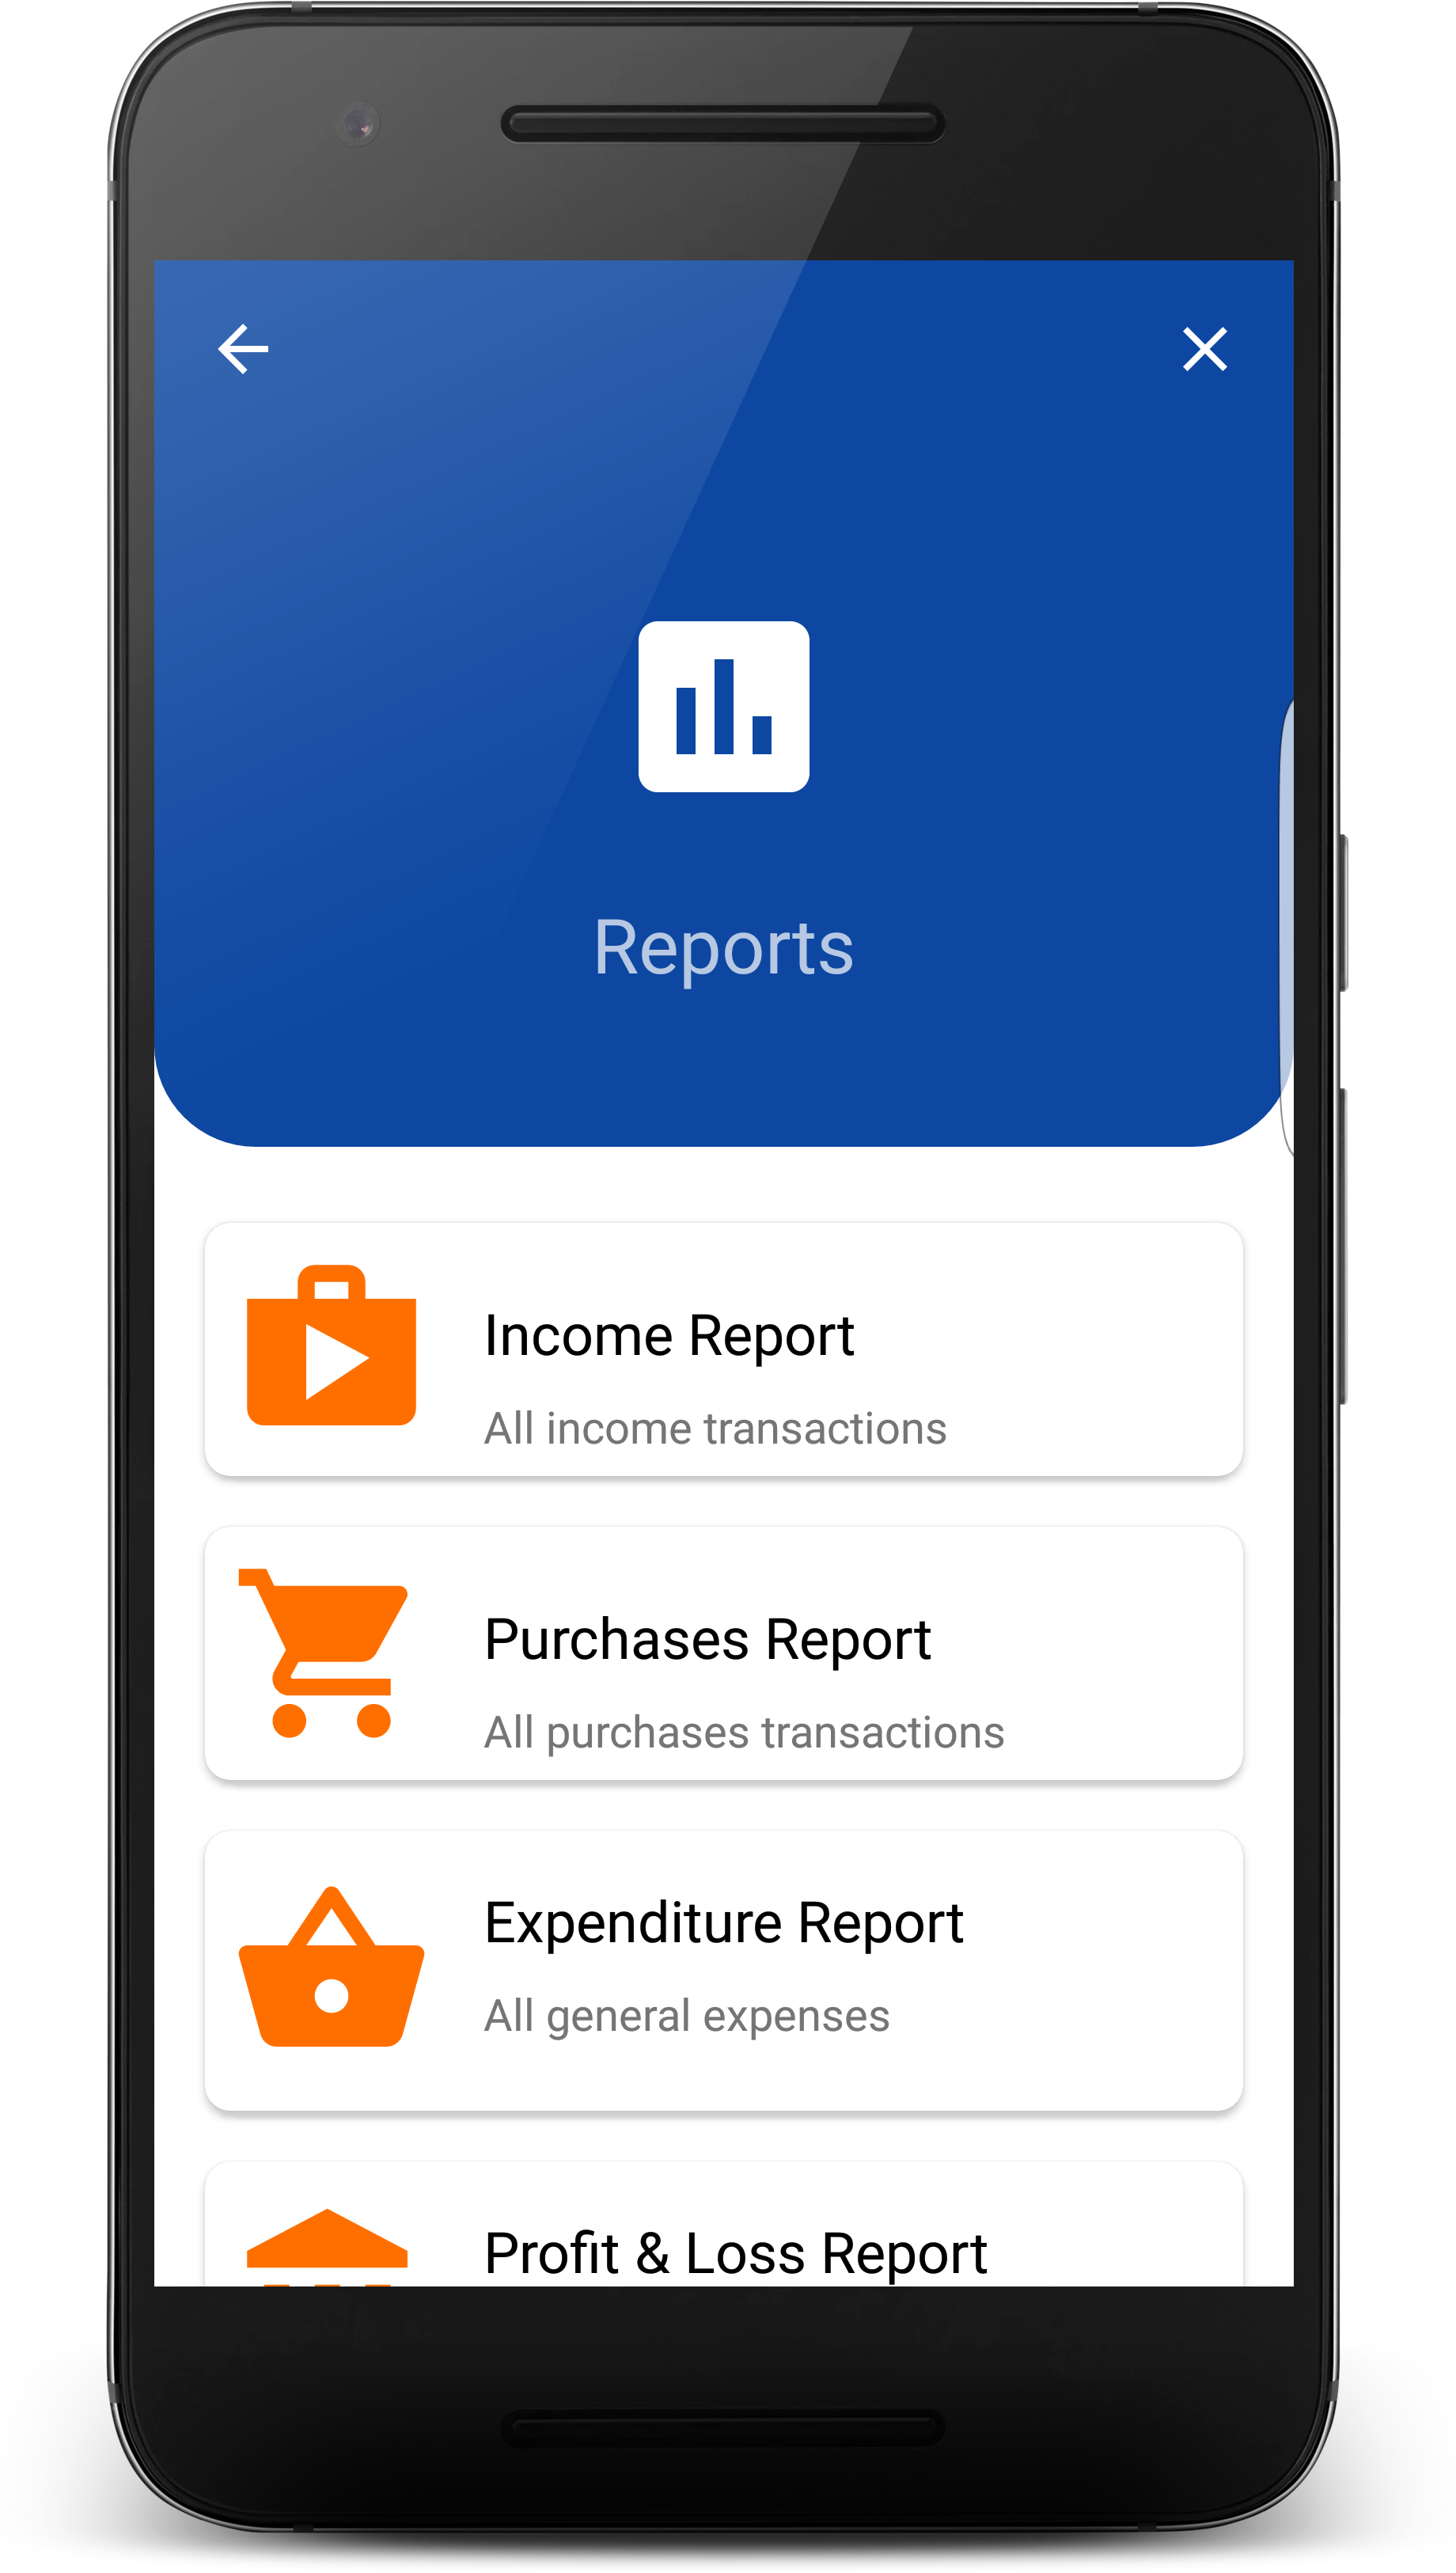 Reports
Income Report
All income transactions
Purchases Report
All purchases transactions
Expenditure Report
All general expenses
Profit & Loss Report